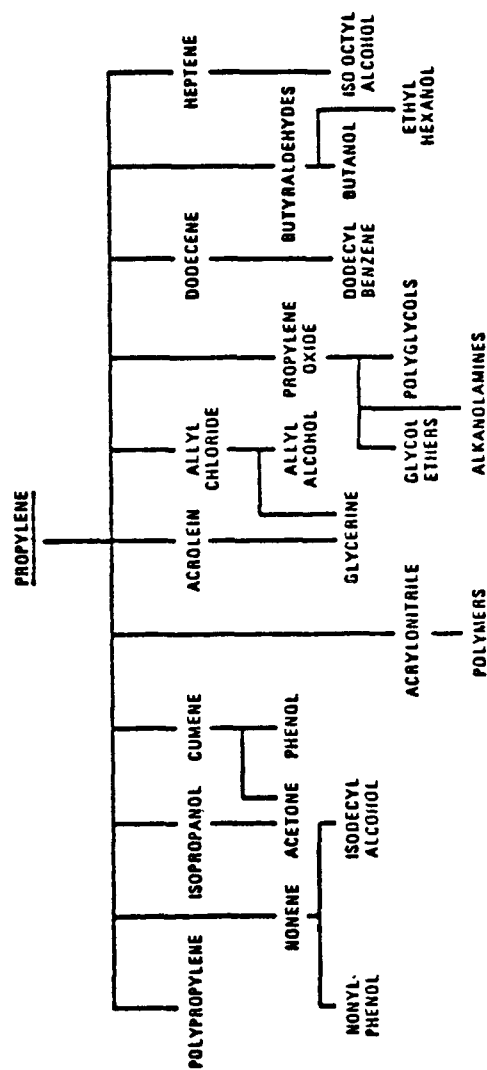 PROPYLENE
POLYPROPYLENE
NONENE
NONYL-
PHENOL
ISODECYL
ALCOHOL
ISOPROPANOL
ACETONE
CUMENE
PHENOL
ACRYLONITRILE
POLYMERS
ACROLEIN
GLYCERINE
ALLYL
CHLORIDE
ALLYL
ALCOHOL
PROPYLENE
OXIDE
GLYCOL
ETHERS
ALKANOLAMINES
POLYGLYCOLS
DODECENE
DODECYL
BENZENE
BUTYRALDEHYDES
BUTANOL
ETHYL
HEXANOL
HEPTENE
ISO OCTYL
ALCOHOL